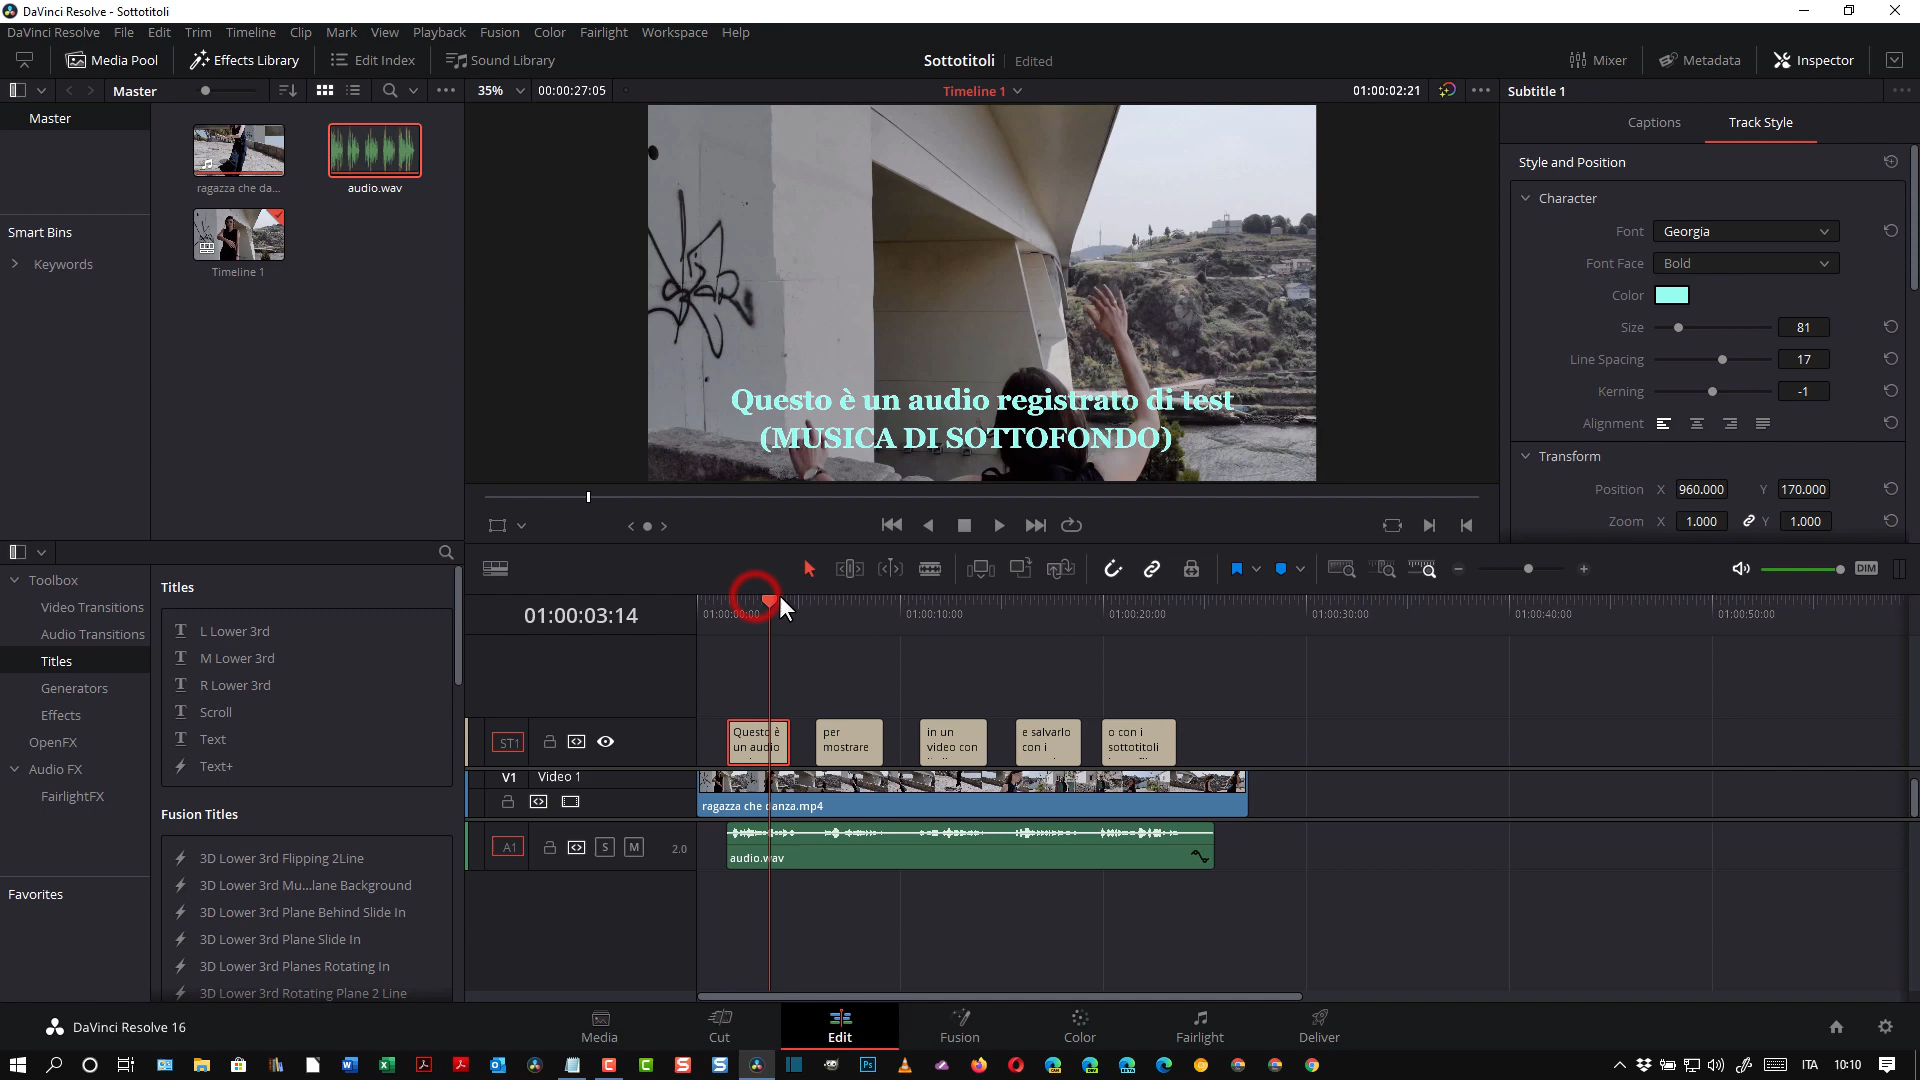 DaVinci Resolve - Sottotitoli
DaVinci Resolve File Edit Trim Timeline Clip Mark View Playback Fusion Color Fairlight Workspace Help
Media Pool Effects Library Edit Index Sound Library Sottotitoli Edited Mixer Metadata Inspector
Master 35% 00:00:27:05 Timeline 1 01:00:02:21 Subtitle 1
Master
ragazza che da...
audio.wav
Timeline 1
Smart Bins
Keywords
Questo è un audio registrato di test
(MUSICA DI SOTTOFONDO)
Captions Track Style
Style and Position
Character
Font Georgia
Font Face Bold
Color
Size 81
Line Spacing 17
Kerning -1
Alignment
Transform
Position X 960.000 Y 170.000
Zoom X 1.000 Y 1.000
Toolbox
Video Transitions
Audio Transitions
Titles
Generators
Effects
OpenFX
Audio FX
FairlightFX
Favorites
Titles
L Lower 3rd
M Lower 3rd
R Lower 3rd
Scroll
Text
Text+
Fusion Titles
3D Lower 3rd Flipping 2Line
3D Lower 3rd Mu...lane Background
3D Lower 3rd Plane Behind Slide In
3D Lower 3rd Plane Slide In
3D Lower 3rd Planes Rotating In
3D Lower 3rd Rotating Plane 2 Line
DIM
01:00:03:14
01:00:00:00 01:00:10:00 01:00:20:00 01:00:30:00 01:00:40:00 01:00:50:00
ST1
Questo è
un audio
per
mostrare
in un
video con
e salvarlo
con i
o con i
sottotitoli
V1 Video 1
ragazza che danza.mp4
A1 S M 2.0
audio.wav
DaVinci Resolve 16
Media Cut Edit Fusion Color Fairlight Deliver
ITA 10:10